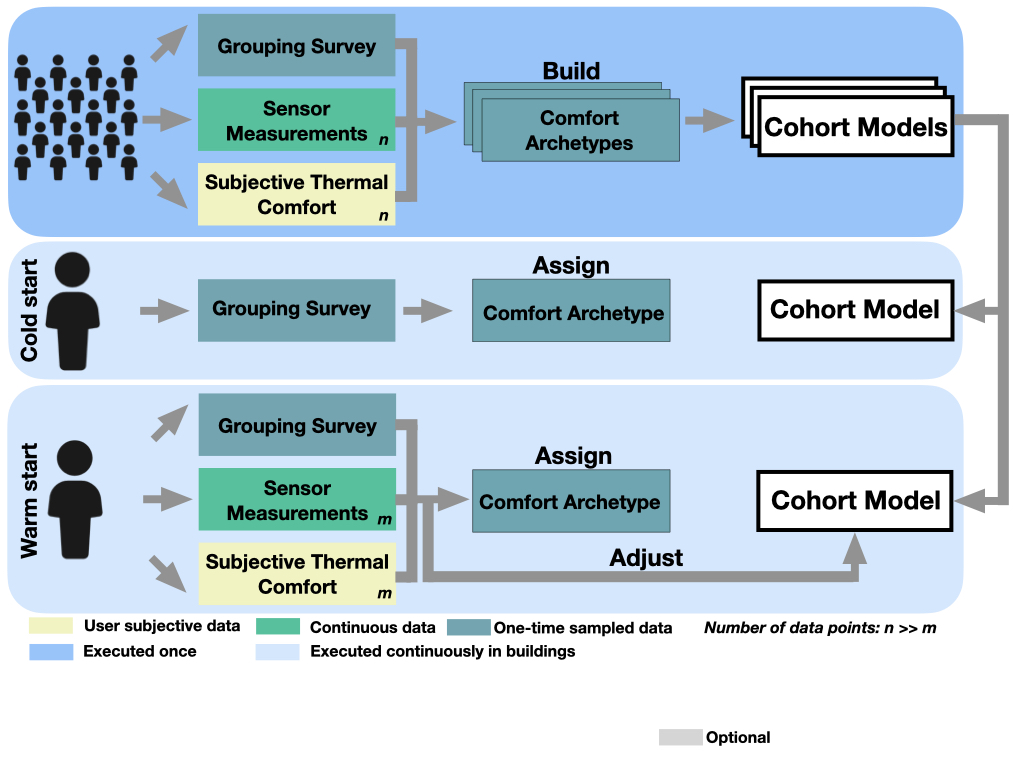 Grouping Survey
Sensor
Measurements n
Subjective Thermal
Comfort n
Build
Comfort
Archetypes
Cohort Models
Cold start
Grouping Survey
Assign
Comfort Archetype
Cohort Model
Warm start
Grouping Survey
Sensor
Measurements m
Subjective Thermal
Comfort m
Assign
Comfort Archetype
Adjust
Cohort Model
User subjective data
Continuous data
One-time sampled data
Number of data points: n >> m
Executed once
Executed continuously in buildings
Optional